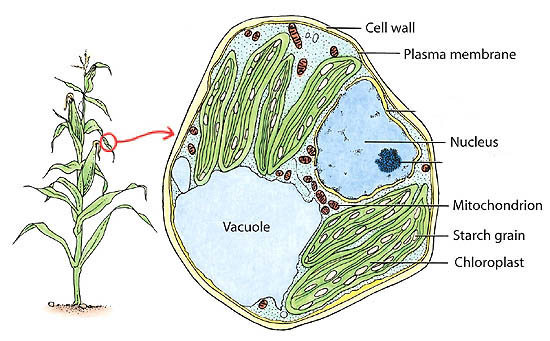 Cell wall
Plasma membrane
Nucleus
Mitochondrion
Vacuole
Starch grain
Chloroplast